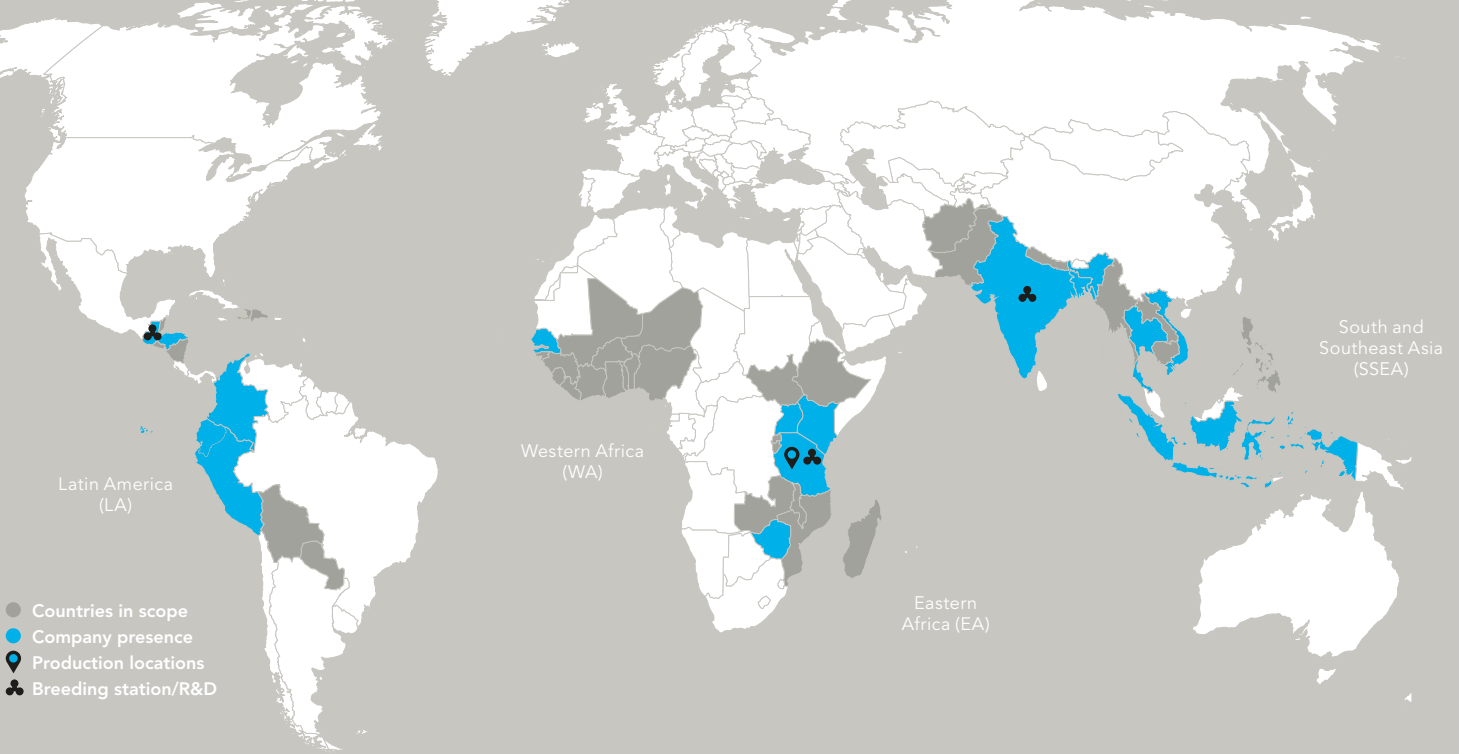 South and
Southeast Asia
(SSEA)
Western Africa
(WA)
Latin America
(LA)
Eastern
Africa (EA)
Countries in scope
Company presence
Production locations
Breeding station/R&D